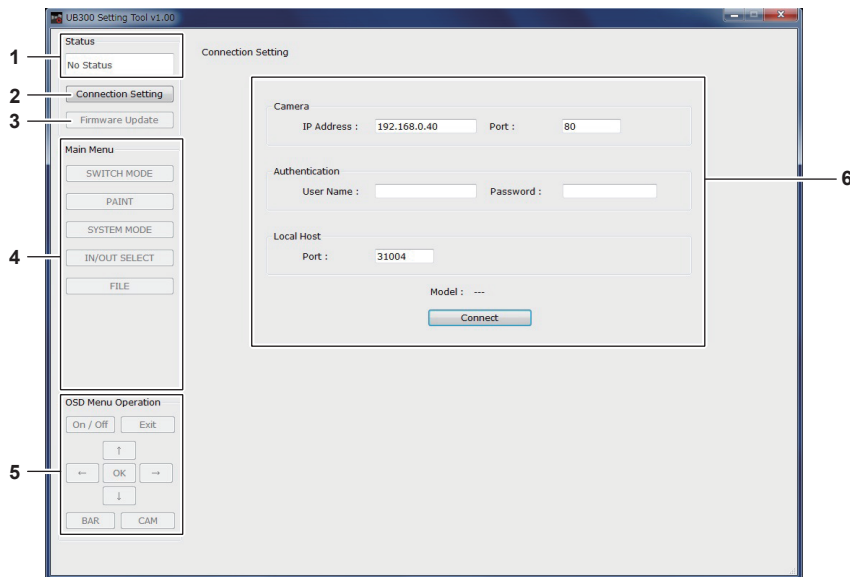 UB300 Setting Tool v1.00
1
Status
No Status
Connection Setting
2
Connection Setting
3
Firmware Update
Camera
IP Address : 192.168.0.40 Port : 80
Authentication
User Name : Password :
Local Host
Port : 31004
Model : ---
Connect
6
4
Main Menu
SWITCH MODE
PAINT
SYSTEM MODE
IN/OUT SELECT
FILE
5
OSD Menu Operation
On / Off Exit
↑
← OK →
↓
BAR CAM